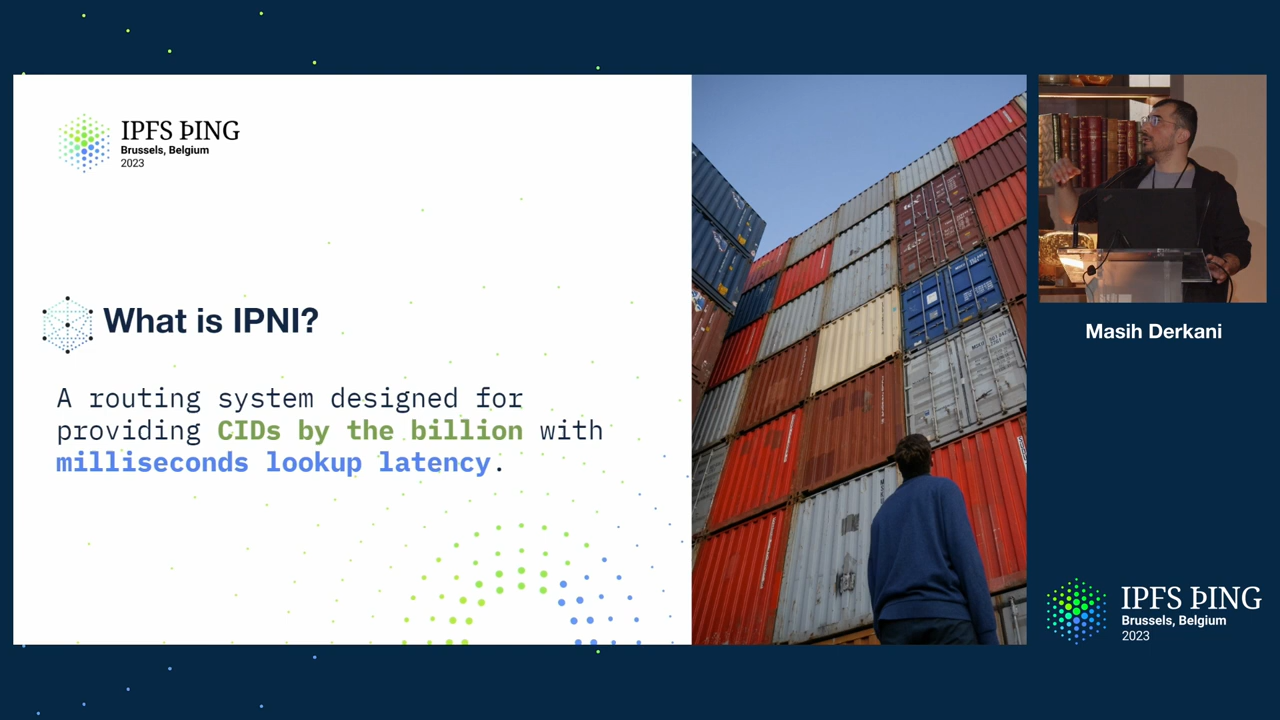 IPFS ÞING
Brussels, Belgium
2023
What is IPNI?
A routing system designed for
providing CIDs by the billion with
milliseconds lookup latency.
Masih Derkani
IPFS ÞING
Brussels, Belgium
2023